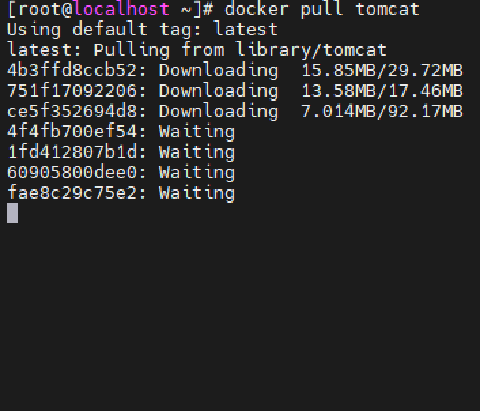 [root@localhost ~]# docker pull tomcat
Using default tag: latest
latest: Pulling from library/tomcat
4b3ffd8ccb52: Downloading  15.85MB/29.72MB
751f17092206: Downloading  13.58MB/17.46MB
ce5f352694d8: Downloading  7.014MB/92.17MB
4f4fb700ef54: Waiting
1fd412807b1d: Waiting
60905800dee0: Waiting
fae8c29c75e2: Waiting